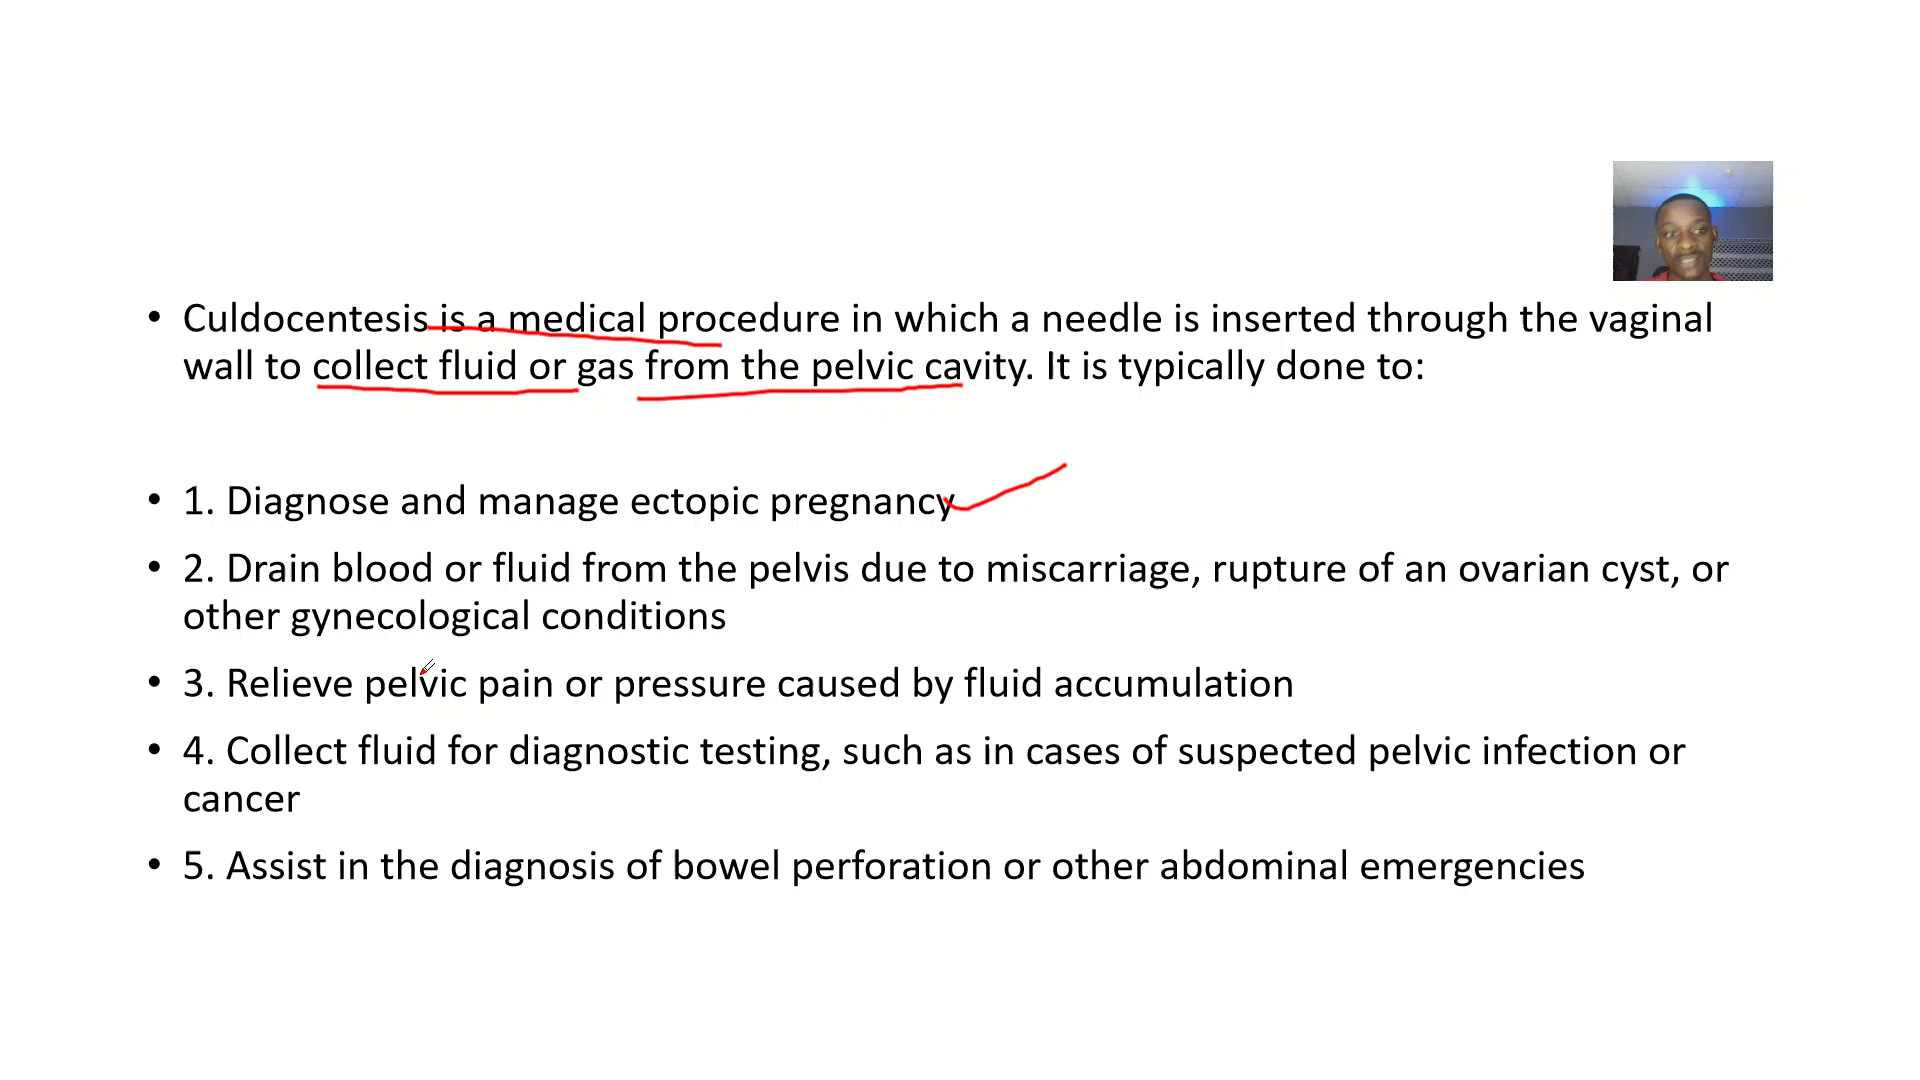 • Culdocentesis is a medical procedure in which a needle is inserted through the vaginal
wall to collect fluid or gas from the pelvic cavity. It is typically done to:
• 1. Diagnose and manage ectopic pregnancy
• 2. Drain blood or fluid from the pelvis due to miscarriage, rupture of an ovarian cyst, or
other gynecological conditions
• 3. Relieve pelvic pain or pressure caused by fluid accumulation
• 4. Collect fluid for diagnostic testing, such as in cases of suspected pelvic infection or
cancer
• 5. Assist in the diagnosis of bowel perforation or other abdominal emergencies